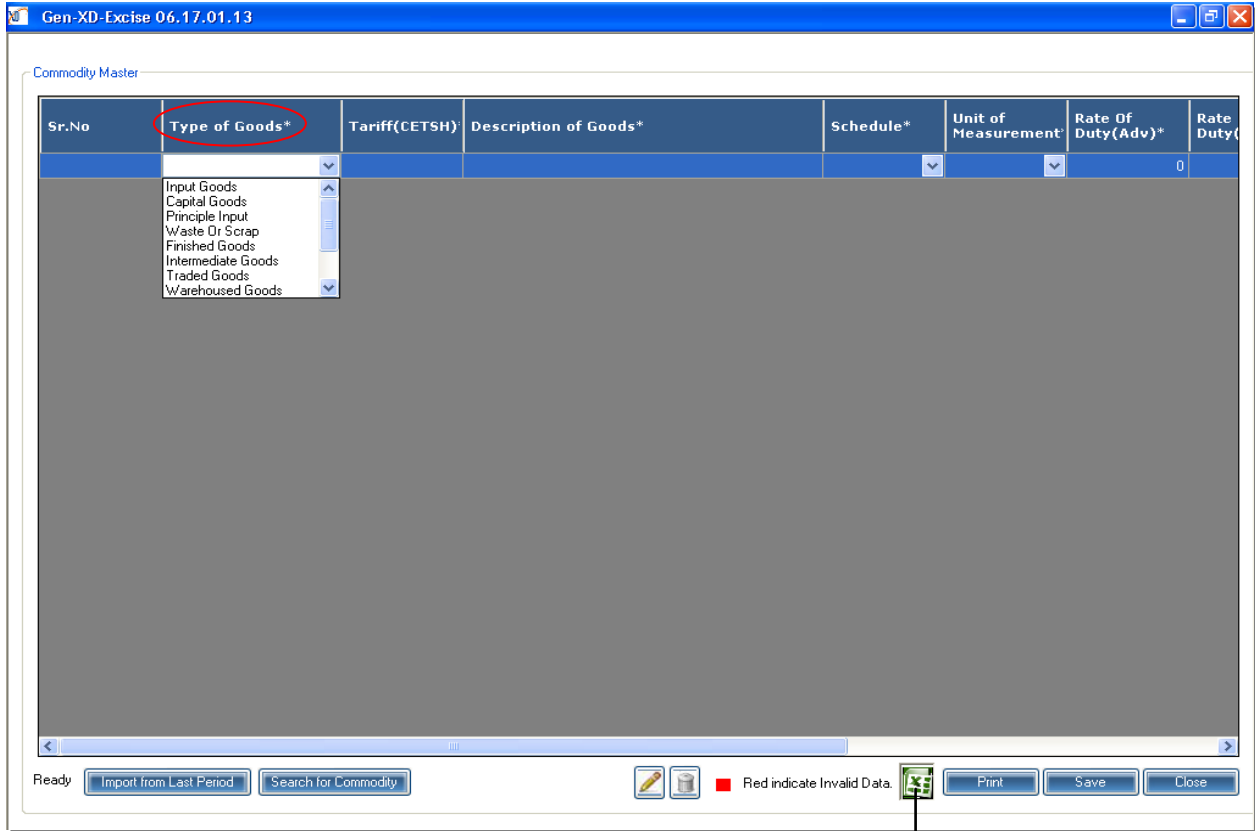 Gen-XD-Excise 06.17.01.13
Commodity Master
Sr.No Type of Goods* Tariff(CETSH)* Description of Goods* Schedule* Unit of Measurement* Rate Of Duty(Adv)* Rate Duty(
0
Input Goods
Capital Goods
Principle Input
Waste Or Scrap
Finished Goods
Intermediate Goods
Traded Goods
Warehoused Goods
Ready Import from Last Period Search for Commodity Red indicate Invalid Data. Print Save Close